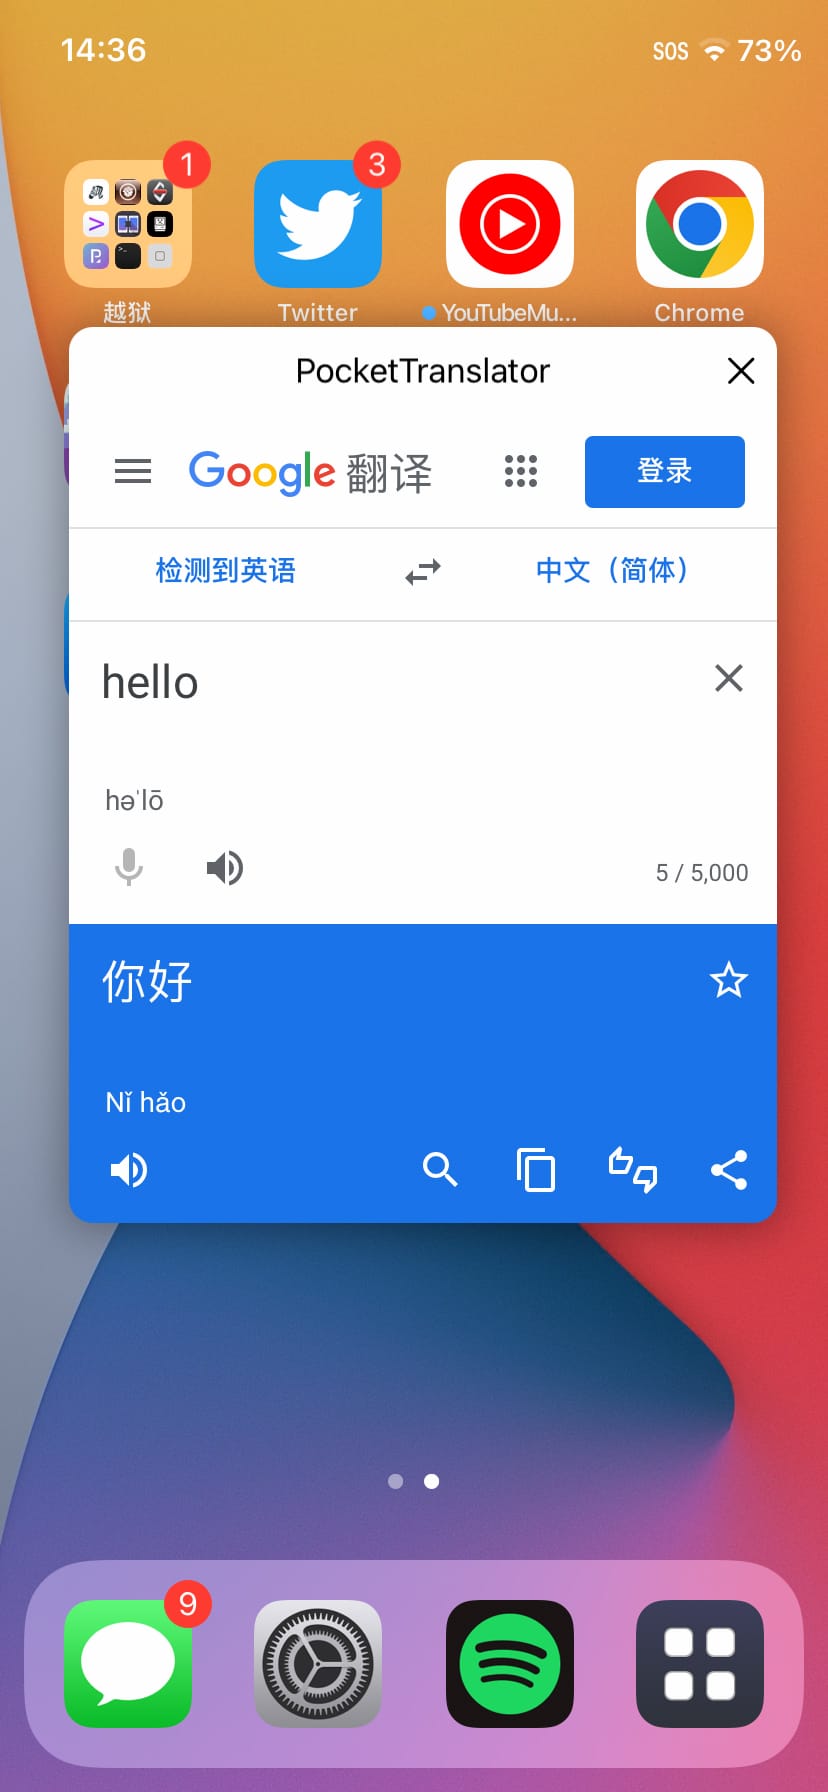 14:36
SOS 73%
1
3
越狱
Twitter
YouTubeMu...
Chrome
PocketTranslator
Google 翻译
登录
检测到英语
中文（简体）
hello
həˈlō
5 / 5,000
你好
Nǐ hǎo
9